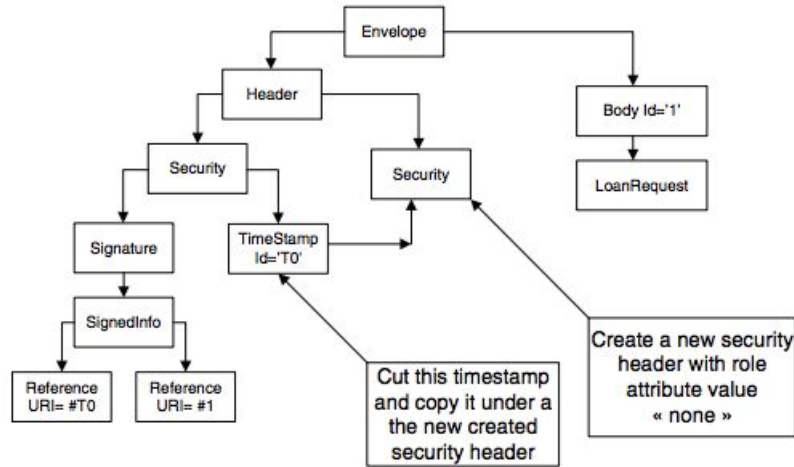 Envelope
Header
Body Id='1'
Security
Security
LoanRequest
Signature
TimeStamp
Id='T0'
SignedInfo
Reference
URI= #T0
Reference
URI= #1
Cut this timestamp
and copy it under a
the new created
security header
Create a new security
header with role
attribute value
« none »